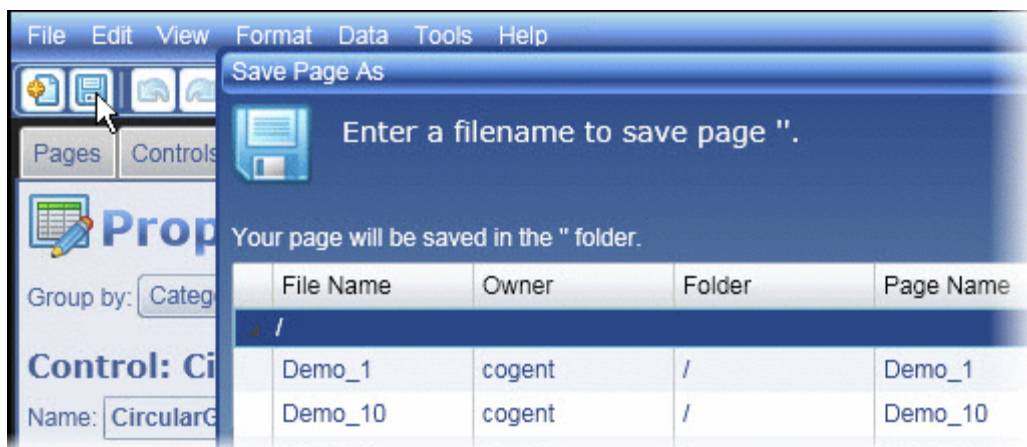 File Edit View Format Data Tools Help
Save Page As
Enter a filename to save page ''.
Pages Controls
Prop
Your page will be saved in the '' folder.
Group by: Categ
File Name Owner Folder Page Name
/
Control: Ci
Demo_1 cogent / Demo_1
Name: CircularG
Demo_10 cogent / Demo_10